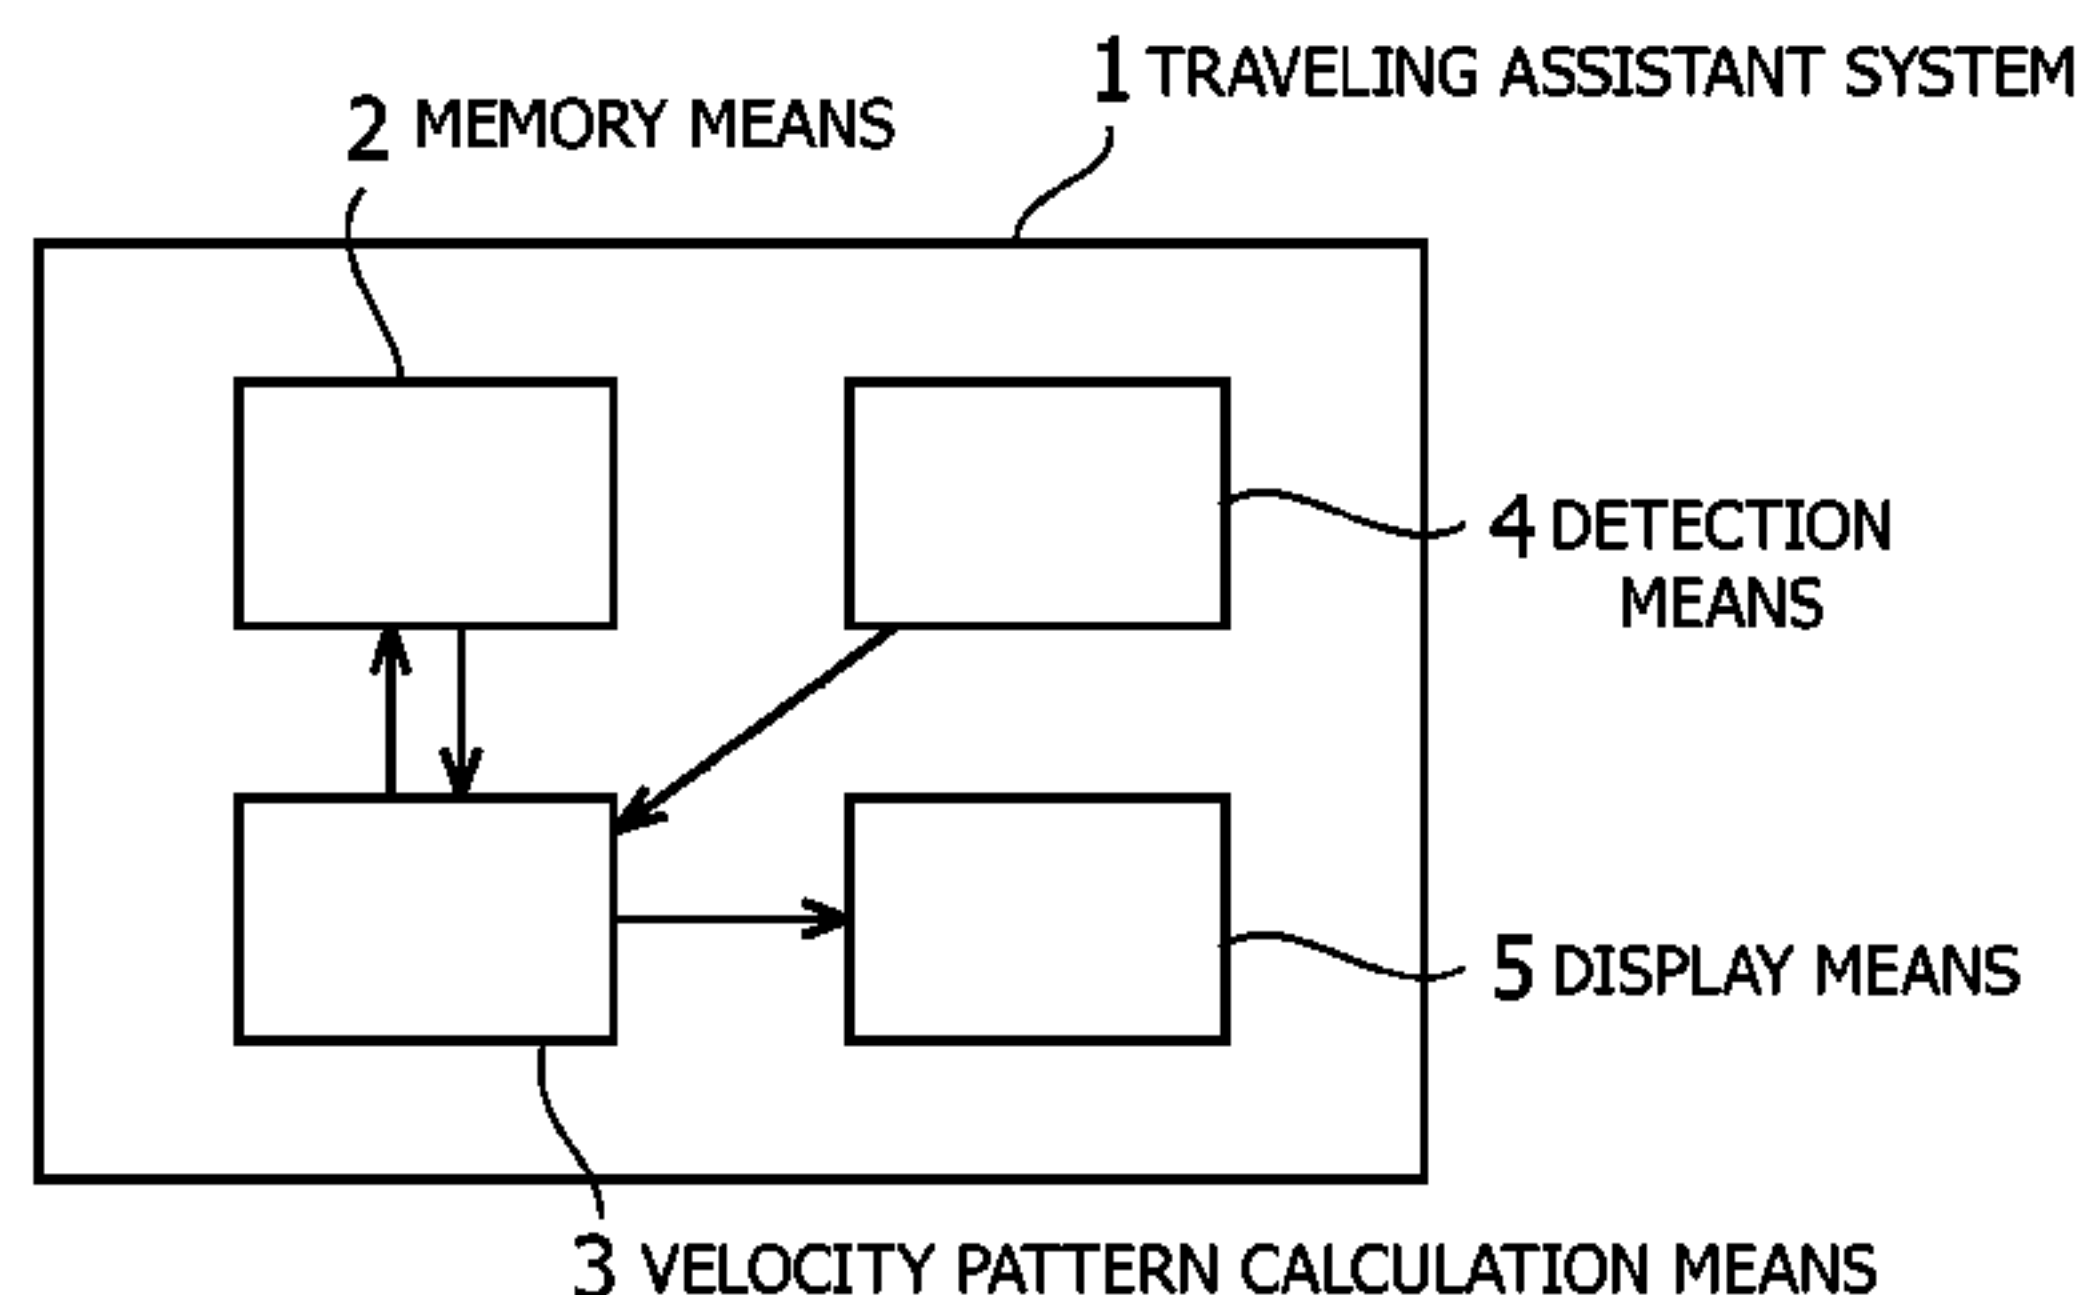 1 TRAVELING ASSISTANT SYSTEM
2 MEMORY MEANS
4 DETECTION
MEANS
5 DISPLAY MEANS
3 VELOCITY PATTERN CALCULATION MEANS